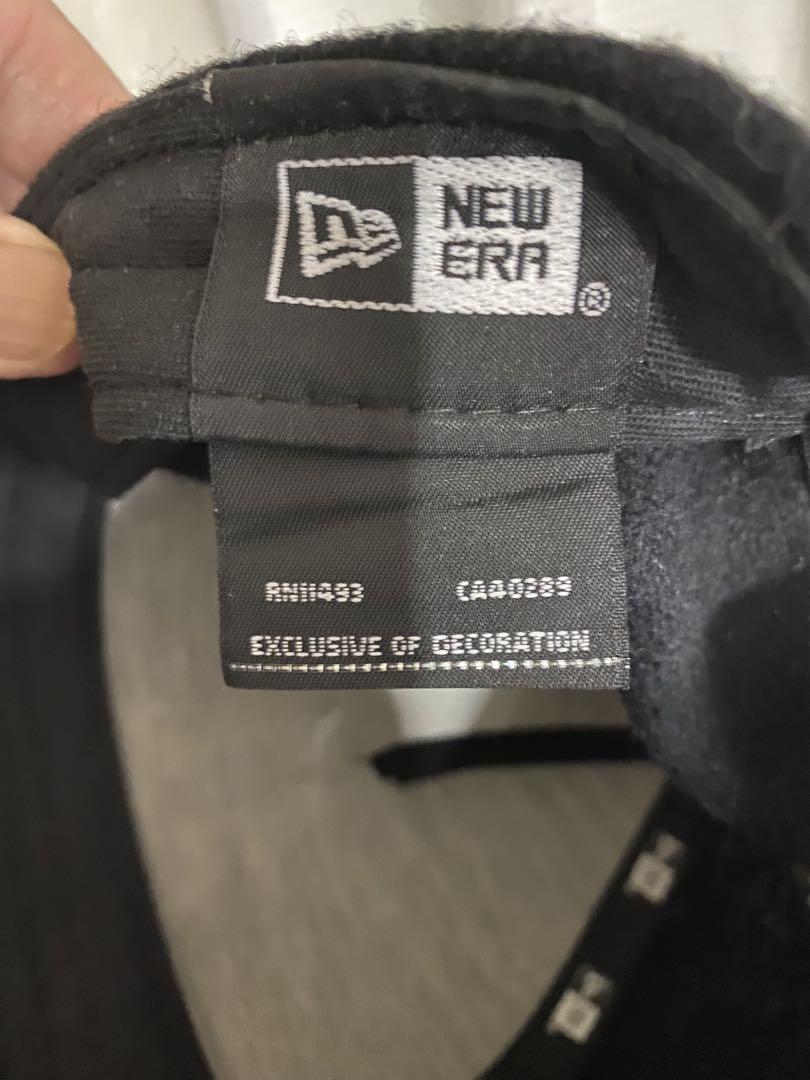 NEW
ERA
®
RN11493 CA40289
EXCLUSIVE OF DECORATION